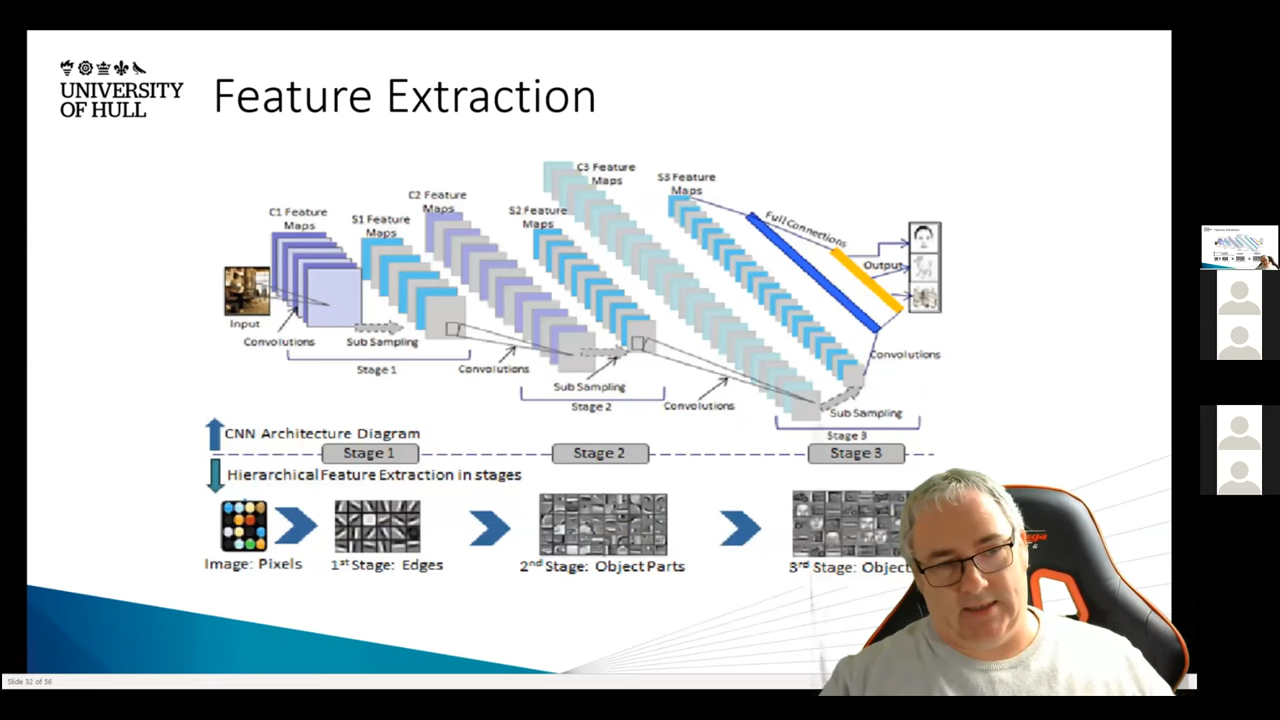 UNIVERSITY
OF HULL
Feature Extraction
C1 Feature
Maps
S1 Feature
Maps
C2 Feature
Maps
S2 Feature
Maps
C3 Feature
Maps
S3 Feature
Maps
Full Connections
Output
Input
Convolutions
Sub Sampling
Stage 1
Convolutions
Sub Sampling
Stage 2
Convolutions
Convolutions
Sub Sampling
Stage 3
CNN Architecture Diagram
Stage 1
Stage 2
Stage 3
Hierarchical Feature Extraction in stages
Image: Pixels
1st Stage: Edges
2nd Stage: Object Parts
3rd Stage: Object
Slide 32 of 56